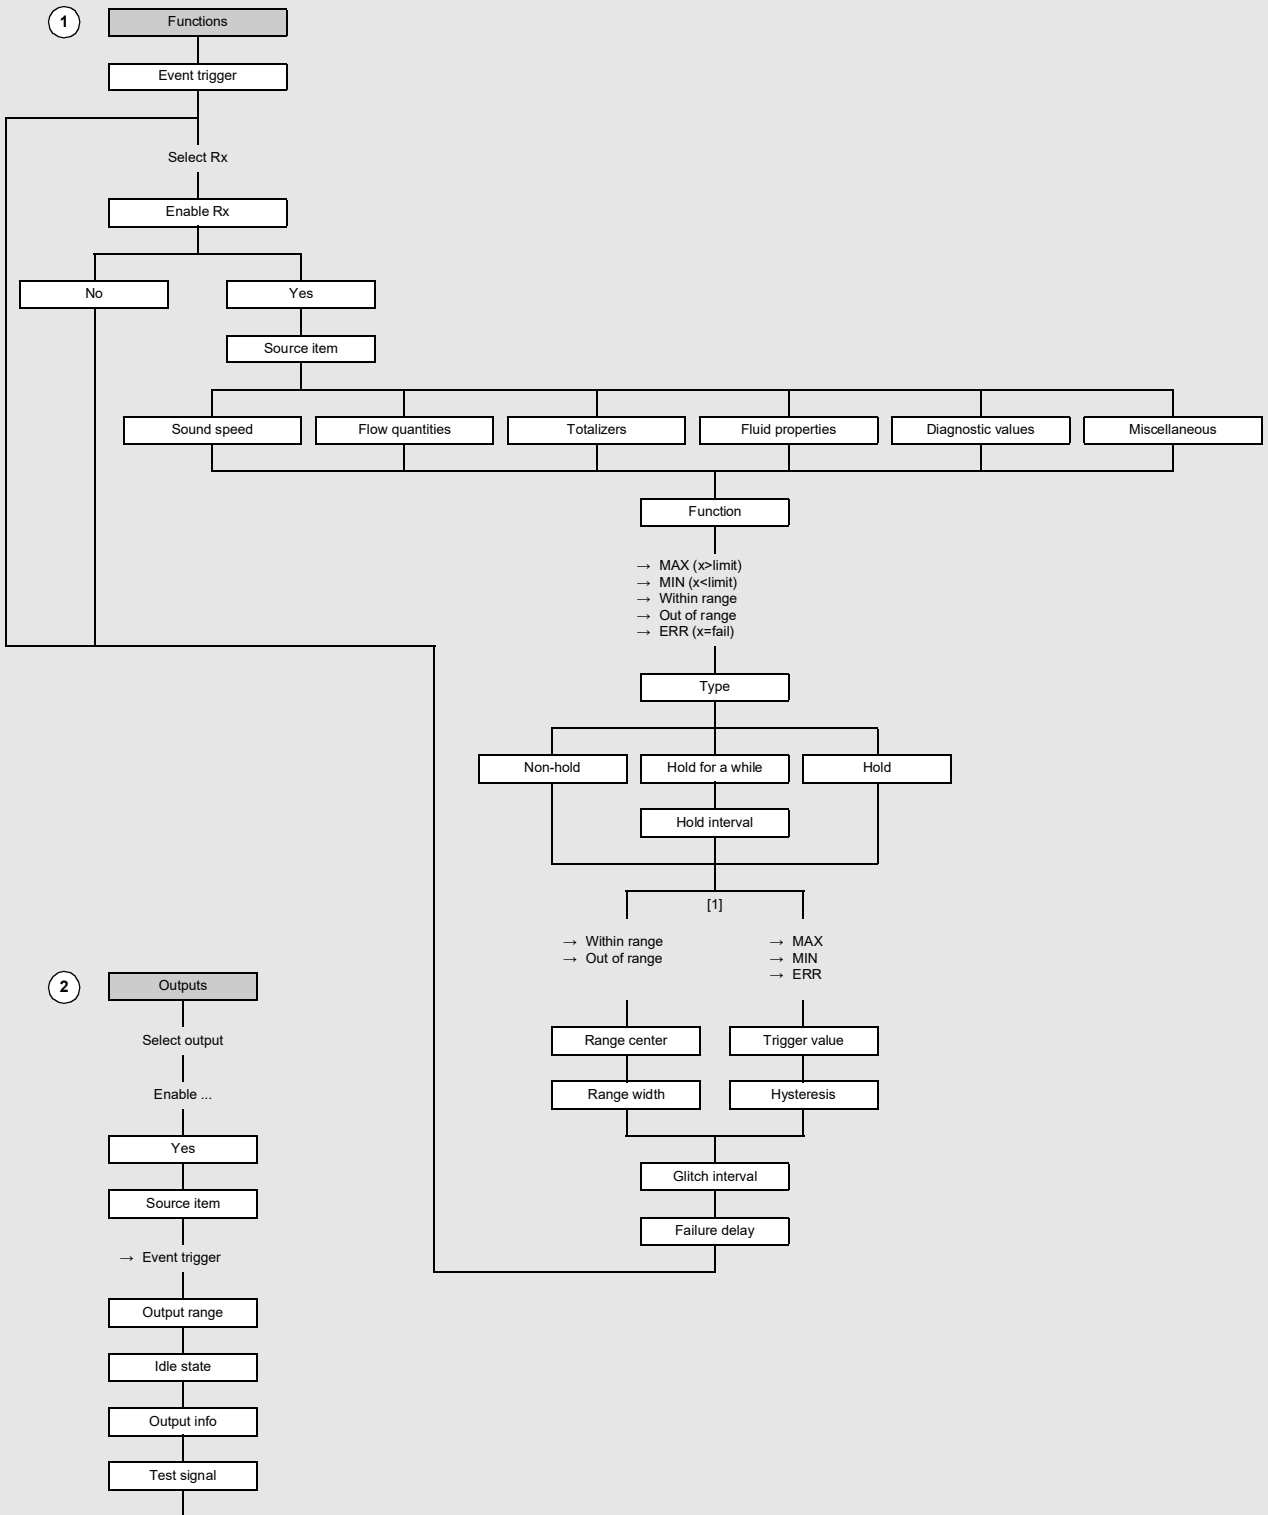 1
Functions
Event trigger
Select Rx
Enable Rx
No
Yes
Source item
Sound speed
Flow quantities
Totalizers
Fluid properties
Diagnostic values
Miscellaneous
Function
→ MAX (x>limit)
→ MIN (x<limit)
→ Within range
→ Out of range
→ ERR (x=fail)
Type
Non-hold
Hold for a while
Hold
Hold interval
[1]
→ Within range
→ Out of range
→ MAX
→ MIN
→ ERR
Range center
Trigger value
Range width
Hysteresis
Glitch interval
Failure delay
2
Outputs
Select output
Enable ...
Yes
Source item
→ Event trigger
Output range
Idle state
Output info
Test signal